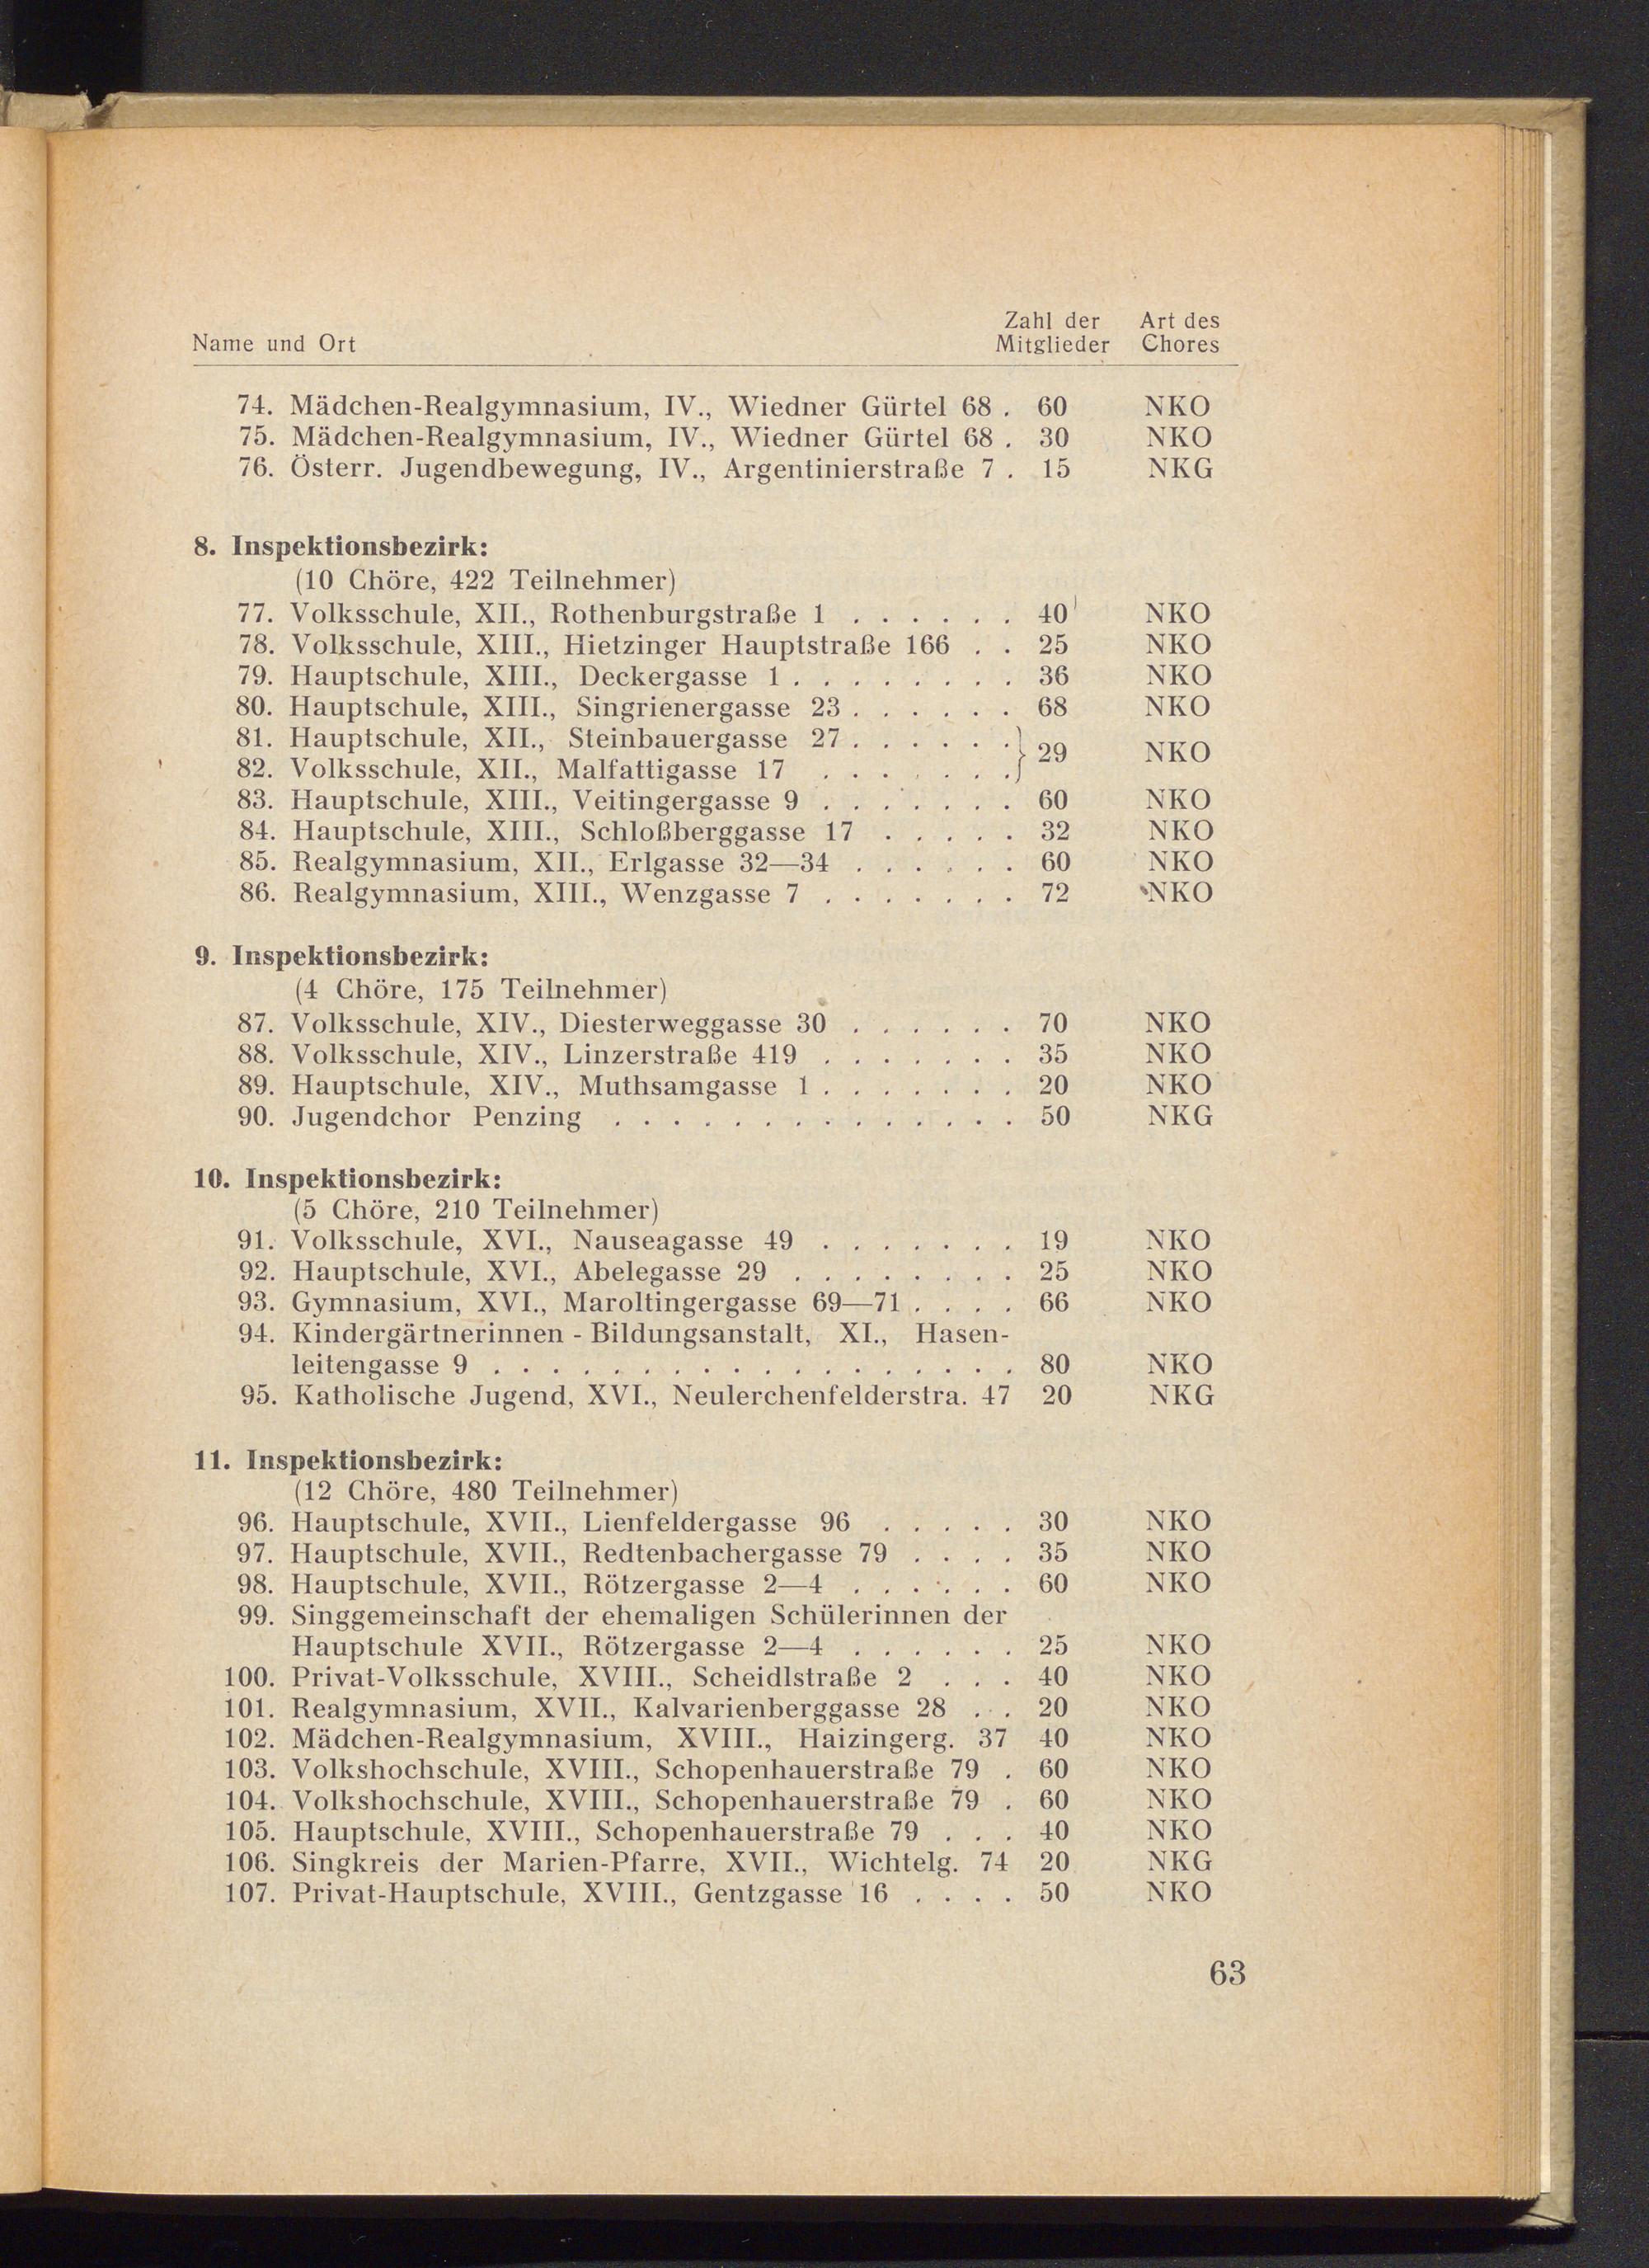 Name und Ort Zahl der Mitglieder Art des Chores
74. Mädchen-Realgymnasium, IV., Wiedner Gürtel 68 . 60 NKO
75. Mädchen-Realgymnasium, IV., Wiedner Gürtel 68 . 30 NKO
76. Österr. Jugendbewegung, IV., Argentinierstraße 7 . 15 NKG
8. Inspektionsbezirk:
(10 Chöre, 422 Teilnehmer)
77. Volksschule, XII., Rothenburgstraße 1 . . . . . . 40 NKO
78. Volksschule, XIII., Hietzinger Hauptstraße 166 . . 25 NKO
79. Hauptschule, XIII., Deckergasse 1 . . . . . . . . 36 NKO
80. Hauptschule, XIII., Singrienergasse 23 . . . . . . 68 NKO
81. Hauptschule, XII., Steinbauergasse 27 . . . . . . }
82. Volksschule, XII., Malfattigasse 17 . . . . . . . } 29 NKO
83. Hauptschule, XIII., Veitingergasse 9 . . . . . . . 60 NKO
84. Hauptschule, XIII., Schloßberggasse 17 . . . . . 32 NKO
85. Realgymnasium, XII., Erlgasse 32—34 . . . . . . 60 NKO
86. Realgymnasium, XIII., Wenzgasse 7 . . . . . . . 72 NKO
9. Inspektionsbezirk:
(4 Chöre, 175 Teilnehmer)
87. Volksschule, XIV., Diesterweggasse 30 . . . . . . 70 NKO
88. Volksschule, XIV., Linzerstraße 419 . . . . . . . 35 NKO
89. Hauptschule, XIV., Muthsamgasse 1 . . . . . . . 20 NKO
90. Jugendchor Penzing . . . . . . . . . . . . . . 50 NKG
10. Inspektionsbezirk:
(5 Chöre, 210 Teilnehmer)
91. Volksschule, XVI., Nauseagasse 49 . . . . . . . 19 NKO
92. Hauptschule, XVI., Abelegasse 29 . . . . . . . . 25 NKO
93. Gymnasium, XVI., Maroltingergasse 69—71 . . . . 66 NKO
94. Kindergärtnerinnen - Bildungsanstalt, XI., Hasen-
leitengasse 9 . . . . . . . . . . . . . . . . . . 80 NKO
95. Katholische Jugend, XVI., Neulerchenfelderstra. 47 20 NKG
11. Inspektionsbezirk:
(12 Chöre, 480 Teilnehmer)
96. Hauptschule, XVII., Lienfeldergasse 96 . . . . . 30 NKO
97. Hauptschule, XVII., Redtenbachergasse 79 . . . . 35 NKO
98. Hauptschule, XVII., Rötzergasse 2—4 . . . . . . 60 NKO
99. Singgemeinschaft der ehemaligen Schülerinnen der
Hauptschule XVII., Rötzergasse 2—4 . . . . . . 25 NKO
100. Privat-Volksschule, XVIII., Scheidlstraße 2 . . . 40 NKO
101. Realgymnasium, XVII., Kalvarienberggasse 28 . . 20 NKO
102. Mädchen-Realgymnasium, XVIII., Haizingerg. 37 40 NKO
103. Volkshochschule, XVIII., Schopenhauerstraße 79 . 60 NKO
104. Volkshochschule, XVIII., Schopenhauerstraße 79 . 60 NKO
105. Hauptschule, XVIII., Schopenhauerstraße 79 . . . 40 NKO
106. Singkreis der Marien-Pfarre, XVII., Wichtelg. 74 20 NKG
107. Privat-Hauptschule, XVIII., Gentzgasse 16 . . . . 50 NKO
63